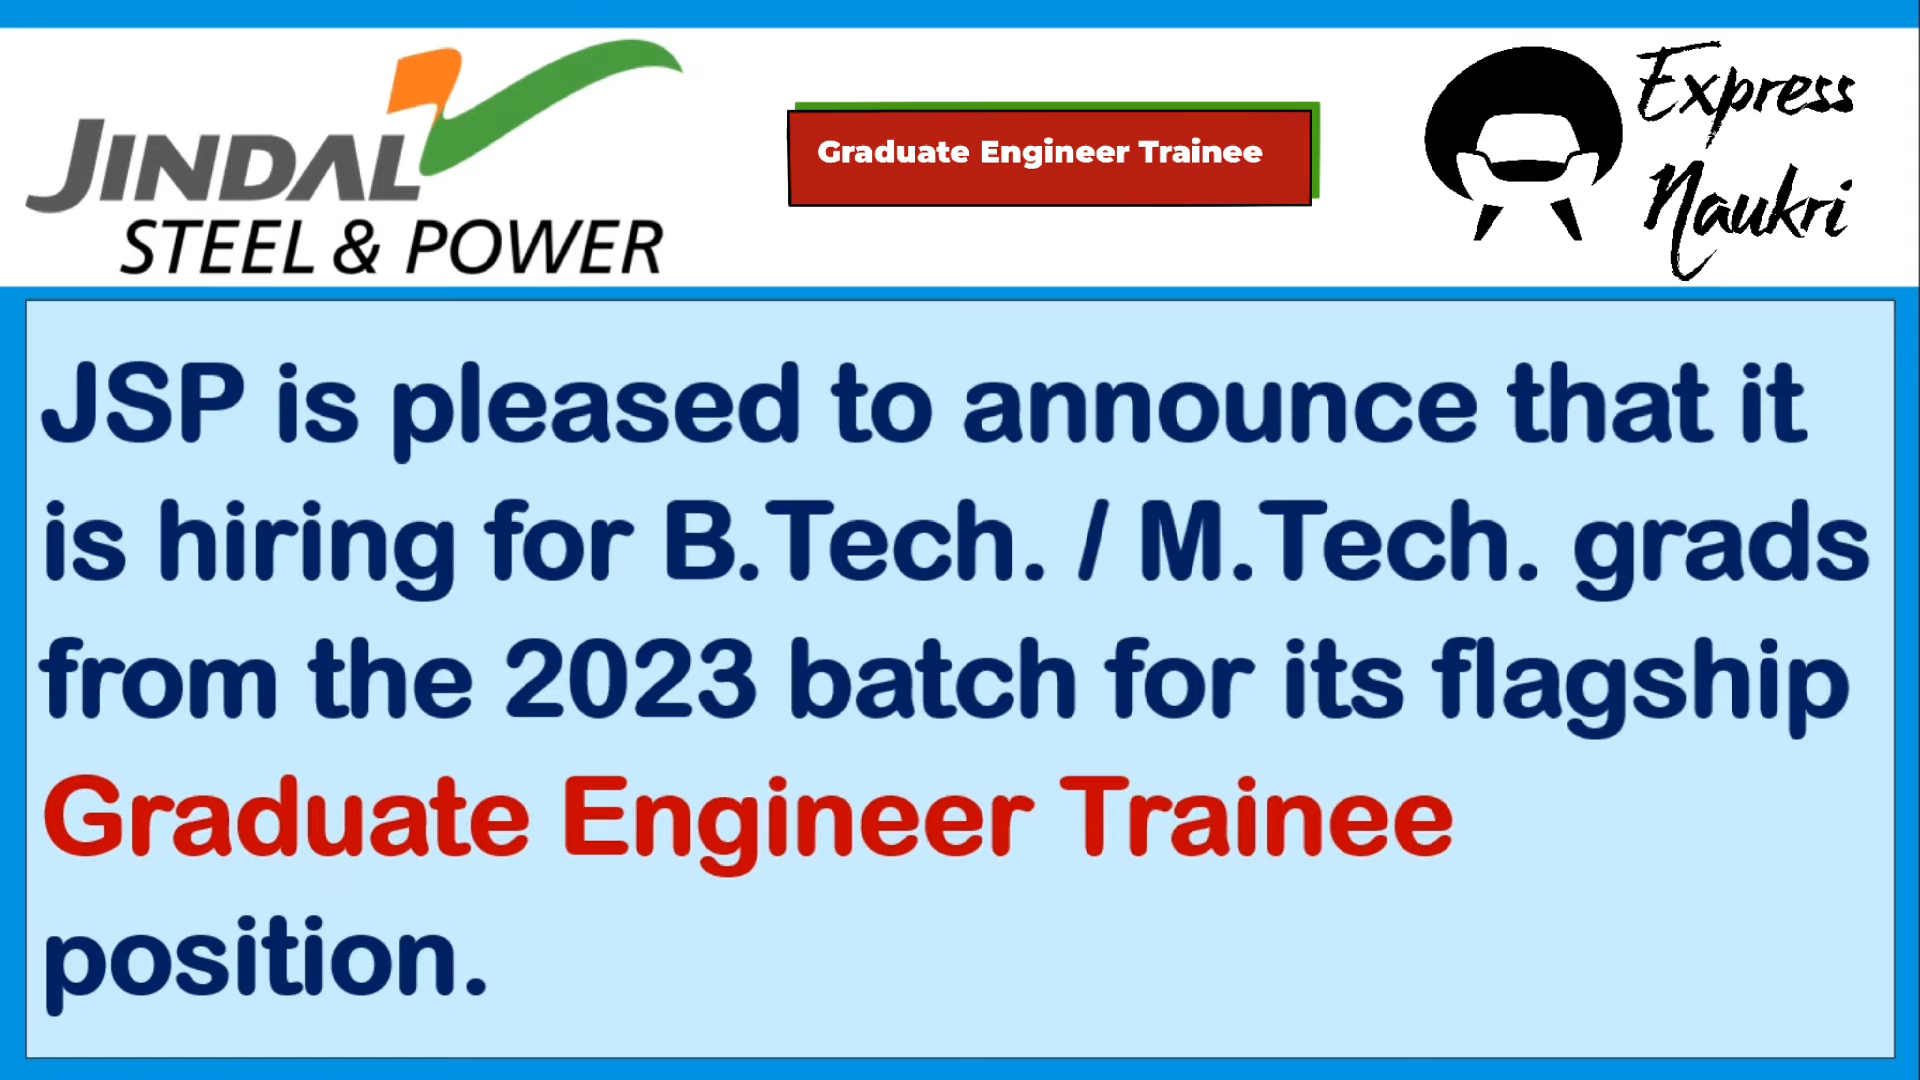 JINDAL
STEEL & POWER
Graduate Engineer Trainee
Express
Naukri
JSP is pleased to announce that it
is hiring for B.Tech. / M.Tech. grads
from the 2023 batch for its flagship
Graduate Engineer Trainee
position.